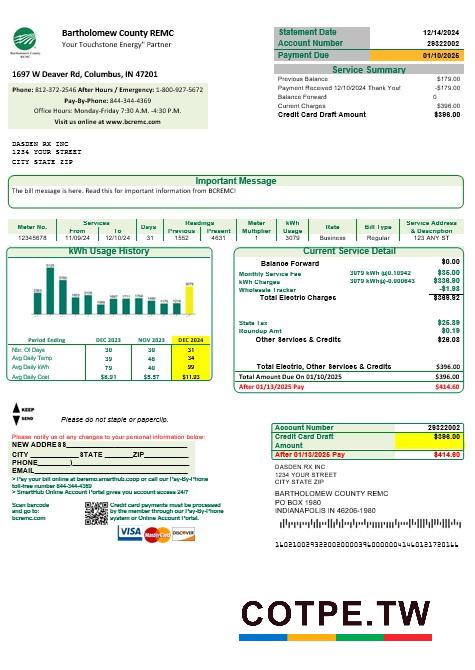 Bartholomew County REMC
Your Touchstone Energy® Partner
1697 W Deaver Rd, Columbus, IN 47201
Phone: 812-372-2546 After Hours / Emergency: 1-800-927-5672
Pay-By-Phone: 844-344-4369
Office Hours: Monday-Friday 7:30 A.M. -4:30 P.M.
Visit us online at www.bcremc.com
Statement Date 12/14/2024
Account Number 29322002
Payment Due 01/10/2025
Service Summary
Previous Balance $179.00
Payment Received 12/10/2024 Thank You! -$179.00
Balance Forward 0
Current Charges $396.00
Credit Card Draft Amount $396.00
DASDEN RX INC
1234 YOUR STREET
CITY STATE ZIP
Important Message
The bill message is here. Read this for important information from BCREMC!
Meter No. Services From To Days Readings Previous Present Meter Multiplier kWh Usage Rate Bill Type Service Address & Description
12345678 11/09/24 12/10/24 31 1552 4631 1 3079 Business Regular 123 ANY ST
kWh Usage History
Period Ending DEC 2023 NOV 2023 DEC 2024
Nbr. Of Days 30 30 31
Avg Daily Temp 39 48 34
Avg Daily kWh 79 40 99
Avg Daily Cost $8.91 $5.57 $11.93
Current Service Detail
Balance Forward $0.00
Monthly Service Fee $35.00
kWh Charges 3079 kWh @0.10942 $336.90
Wholesale Tracker 3079 kWh@-0.000643 -$1.98
Total Electric Charges $369.92
State Tax $25.89
Roundup Amt $0.19
Other Services & Credits $26.08
Total Electric, Other Services & Credits $396.00
Total Amount Due On 01/10/2025 $396.00
After 01/13/2025 Pay $414.60
KEEP
SEND
Please do not staple or paperclip.
Please notify us of any changes to your personal information below:
NEW ADDRESS
CITY STATE ZIP
PHONE
EMAIL
> Pay your bill online at bcremc.smarthub.coop or call our Pay-By-Phone
toll-free number 844-344-4369
> SmartHub Online Account Portal gives you account access 24/7
Scan barcode and go to: bcremc.com
Credit card payments must be processed by the member through our Pay-By-Phone system or Online Account Portal.
VISA MasterCard DISCOVER
Account Number 29322002
Credit Card Draft Amount $396.00
After 01/13/2025 Pay $414.60
DASDEN RX INC
1234 YOUR STREET
CITY STATE ZIP
BARTHOLOMEW COUNTY REMC
PO BOX 1980
INDIANAPOLIS IN 46206-1980
COTPE.TW